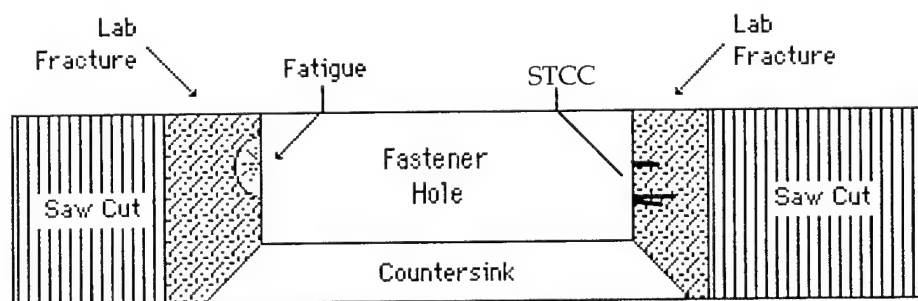 Lab
Fracture
Fatigue
STCC
Lab
Fracture
Saw Cut
Fastener
Hole
Saw Cut
Countersink